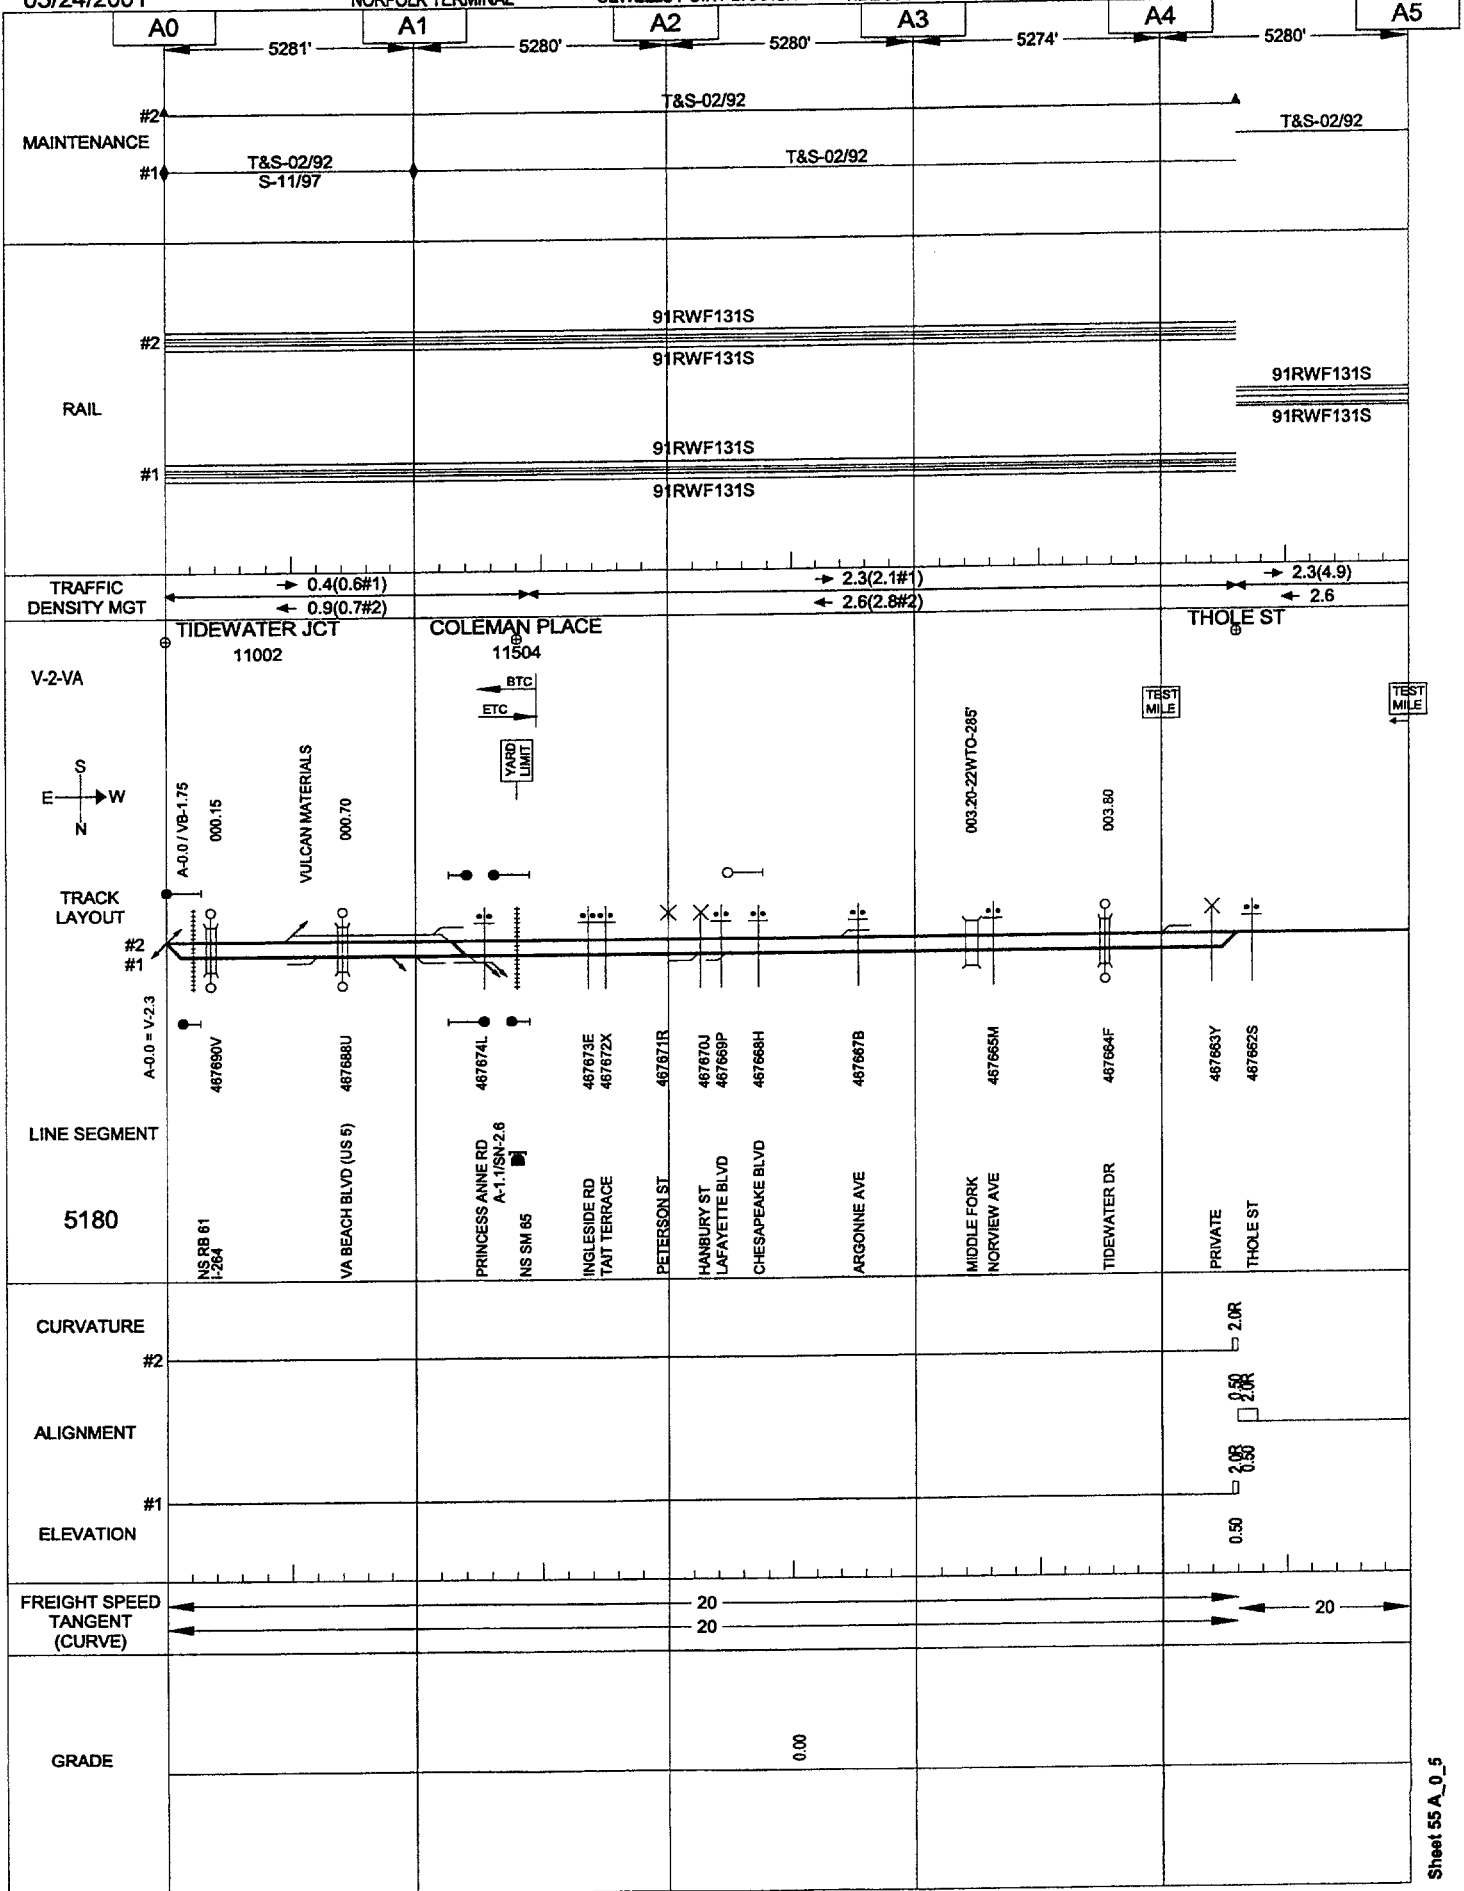 05/24/2001
NORFOLK TERMINAL
A0
A1
A2
A3
A4
A5
5281'
5280'
5280'
5274'
5280'
MAINTENANCE
#2
T&S-02/92
T&S-02/92
#1
T&S-02/92
S-11/97
T&S-02/92
RAIL
#2
91RWF131S
91RWF131S
91RWF131S
91RWF131S
#1
91RWF131S
91RWF131S
TRAFFIC
DENSITY MGT
0.4(0.6#1)
0.9(0.7#2)
2.3(2.1#1)
2.6(2.8#2)
2.3(4.9)
2.6
TIDEWATER JCT
11002
COLEMAN PLACE
11504
THOLE ST
V-2-VA
BTC
ETC
YARD
LIMIT
TEST
MILE
TEST
MILE
S
E
W
N
A-0.0 / VB-1.75
000.15
VULCAN MATERIALS
000.70
003.20-22WTO-285'
003.80
TRACK
LAYOUT
#2
#1
A-0.0 = V-2.3
467690V
467688U
467674L
467673E
467672X
467671R
467670J
467669P
467668H
467667B
467665M
467664F
467663Y
467662S
LINE SEGMENT
5180
NS RB 61
I-264
VA BEACH BLVD (US 5)
PRINCESS ANNE RD
A-1.1/SN-2.6
NS SM 65
INGLESIDE RD
TAIT TERRACE
PETERSON ST
HANBURY ST
LAFAYETTE BLVD
CHESAPEAKE BLVD
ARGONNE AVE
MIDDLE FORK
NORVIEW AVE
TIDEWATER DR
PRIVATE
THOLE ST
CURVATURE
#2
2.0R
0.50
2.0R
ALIGNMENT
2.0R
0.50
#1
ELEVATION
0.50
FREIGHT SPEED
TANGENT
(CURVE)
20
20
20
GRADE
0.00
Sheet 55 A_0_5